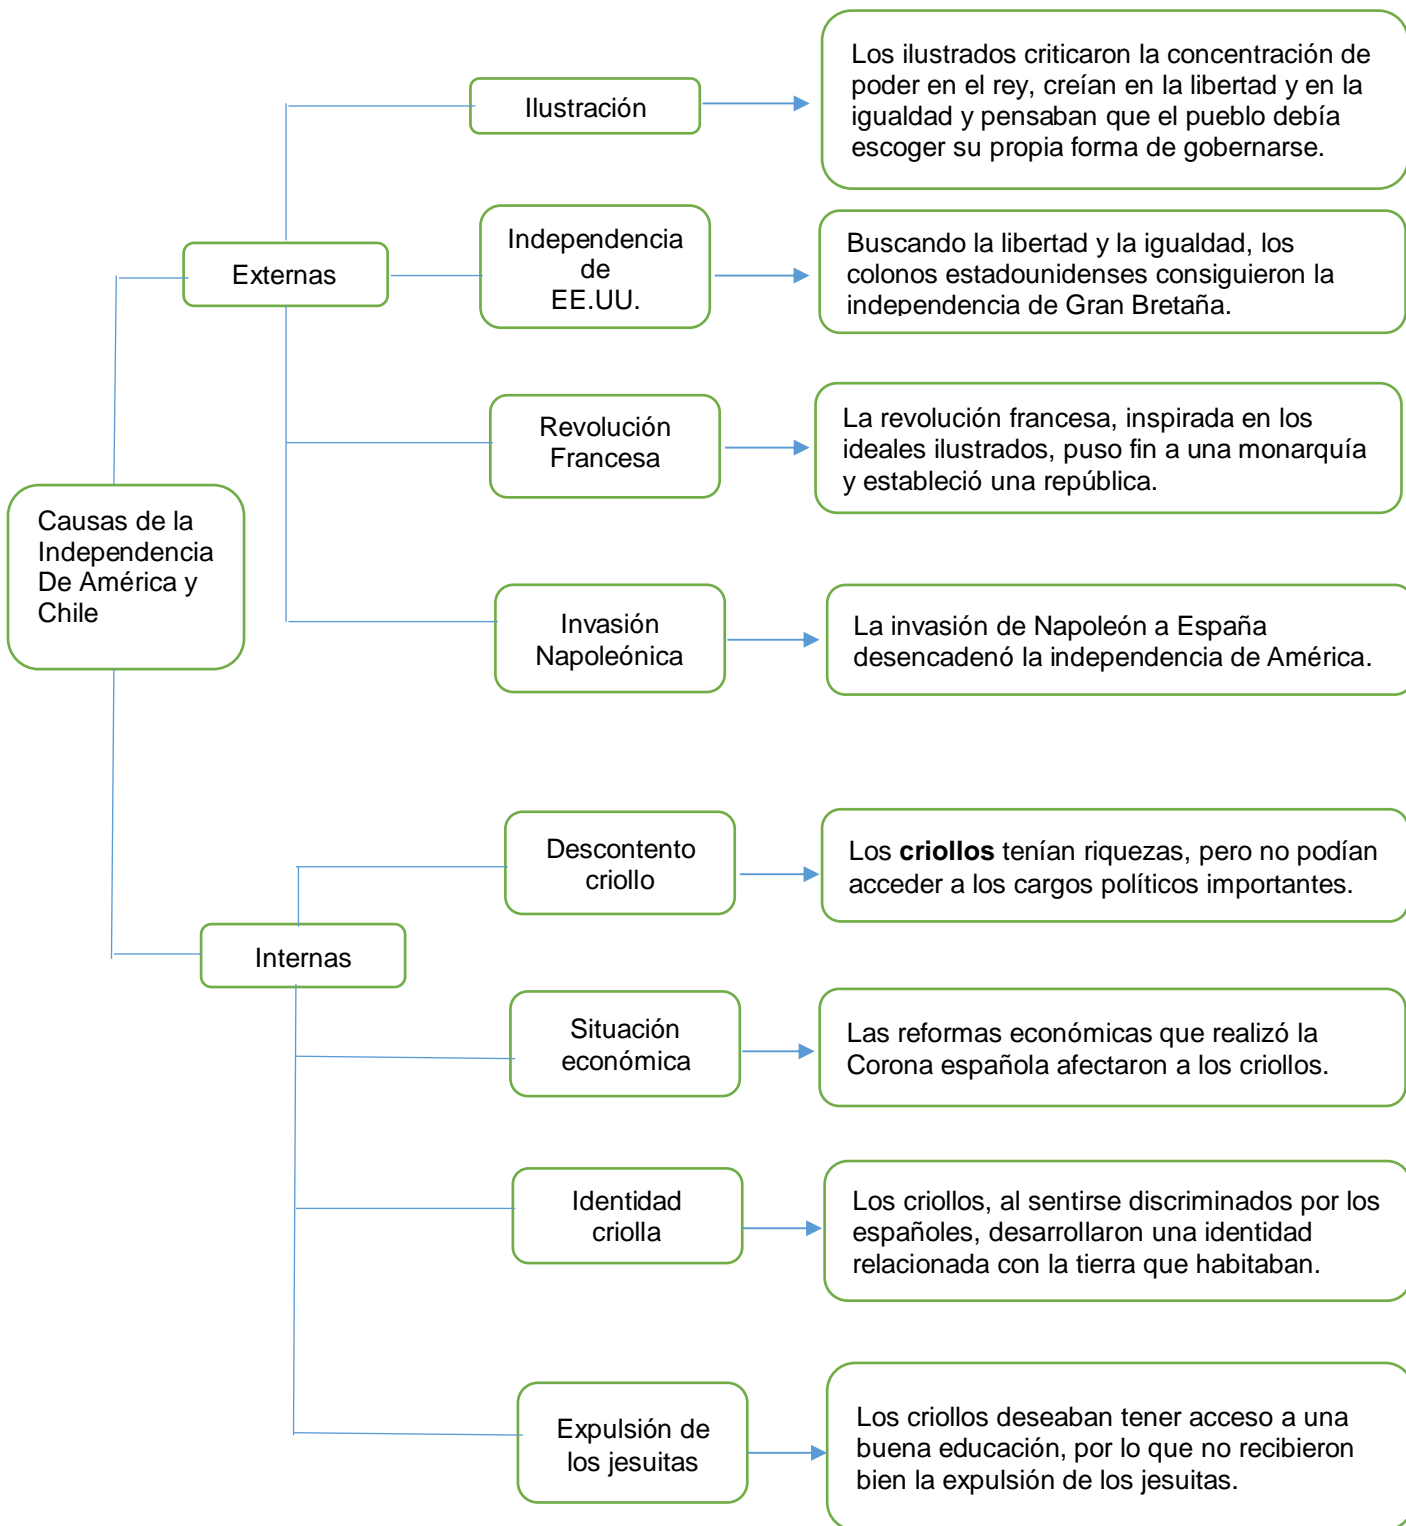 Causas de la
Independencia
De América y
Chile
Externas
Ilustración
Los ilustrados criticaron la concentración de
poder en el rey, creían en la libertad y en la
igualdad y pensaban que el pueblo debía
escoger su propia forma de gobernarse.
Independencia
de
EE.UU.
Buscando la libertad y la igualdad, los
colonos estadounidenses consiguieron la
independencia de Gran Bretaña.
Revolución
Francesa
La revolución francesa, inspirada en los
ideales ilustrados, puso fin a una monarquía
y estableció una república.
Invasión
Napoleónica
La invasión de Napoleón a España
desencadenó la independencia de América.
Internas
Descontento
criollo
Los criollos tenían riquezas, pero no podían
acceder a los cargos políticos importantes.
Situación
económica
Las reformas económicas que realizó la
Corona española afectaron a los criollos.
Identidad
criolla
Los criollos, al sentirse discriminados por los
españoles, desarrollaron una identidad
relacionada con la tierra que habitaban.
Expulsión de
los jesuitas
Los criollos deseaban tener acceso a una
buena educación, por lo que no recibieron
bien la expulsión de los jesuitas.